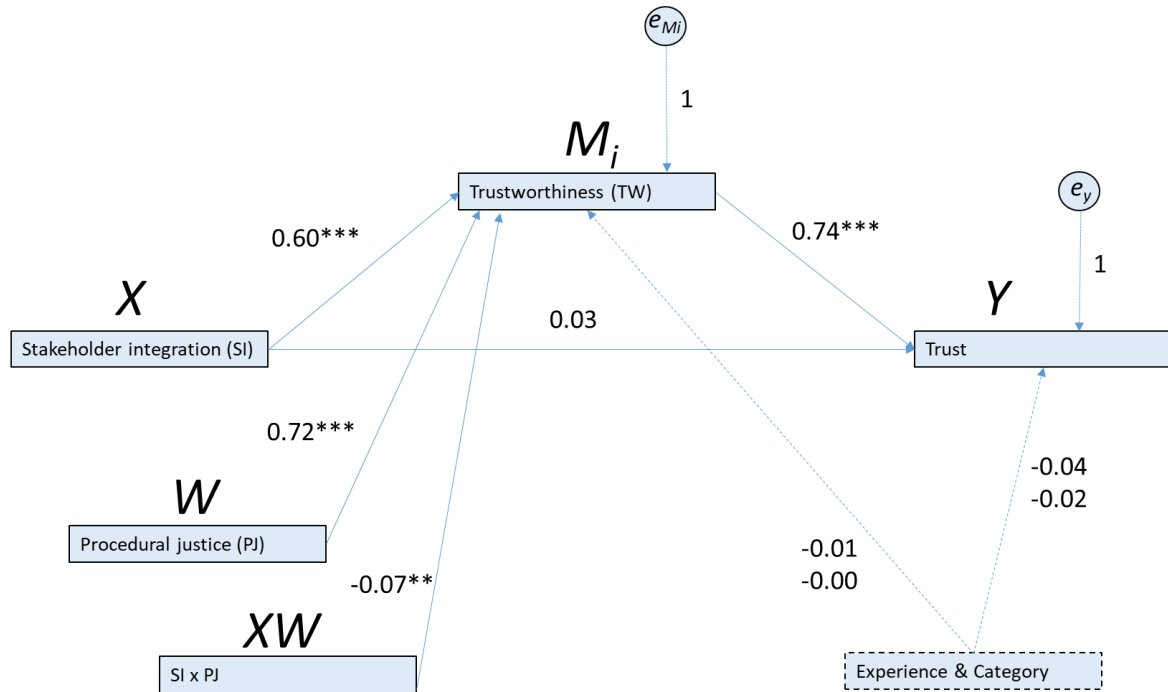 e_Mi
1
M_i
Trustworthiness (TW)
e_y
0.60***
0.74***
1
X
Y
0.03
Stakeholder integration (SI)
Trust
0.72***
W
-0.04
-0.02
Procedural justice (PJ)
-0.01
-0.00
-0.07**
XW
SI x PJ
Experience & Category